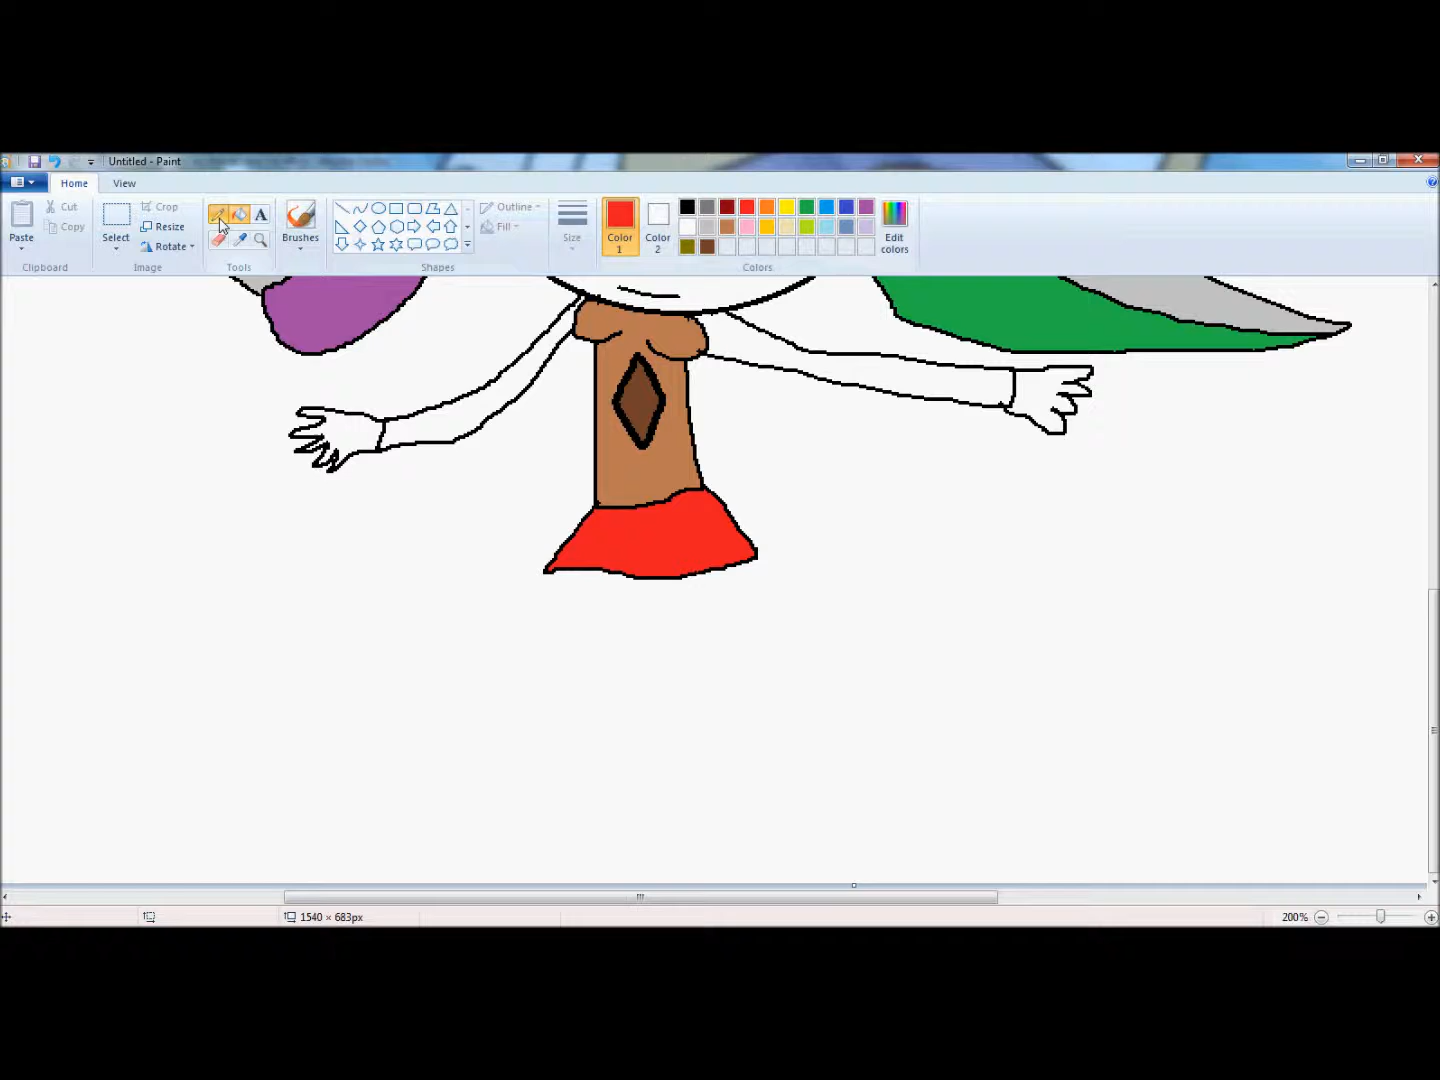 Untitled - Paint
Home View
Paste
Cut
Copy
Clipboard
Select
Crop
Resize
Rotate
Image
A
Tools
Brushes
Outline
Fill
Shapes
Size
Color 1
Color 2
Edit colors
Colors
1540 × 683px
200%